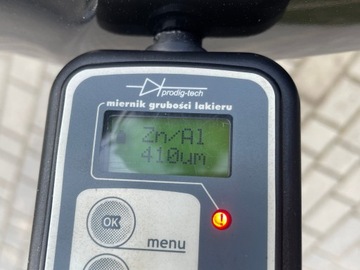 prodig-tech
miernik grubości lakieru
Zn/Al
410um
!
OK
menu